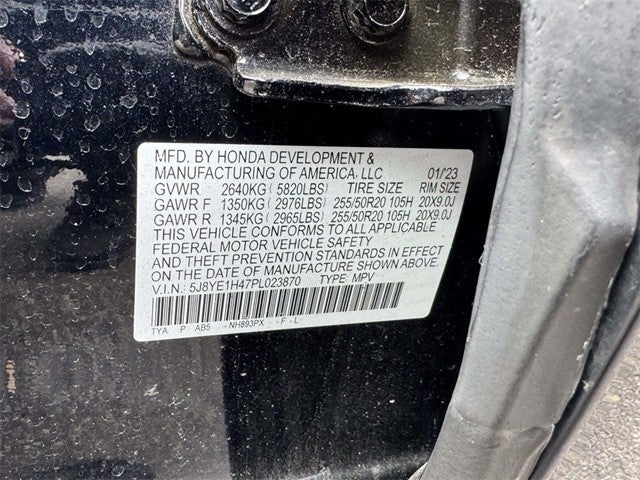 MFD. BY HONDA DEVELOPMENT &
MANUFACTURING OF AMERICA, LLC 01/'23
GVWR 2640KG ( 5820LBS) TIRE SIZE RIM SIZE
GAWR F 1350KG ( 2976LBS) 255/50R20 105H 20X9.0J
GAWR R 1345KG ( 2965LBS) 255/50R20 105H 20X9.0J
THIS VEHICLE CONFORMS TO ALL APPLICABLE
FEDERAL MOTOR VEHICLE SAFETY
AND THEFT PREVENTION STANDARDS IN EFFECT
ON THE DATE OF MANUFACTURE SHOWN ABOVE.
V.I.N.: 5J8YE1H47PL023870 TYPE: MPV
TYA P AB5 -NH893PX - -F -L